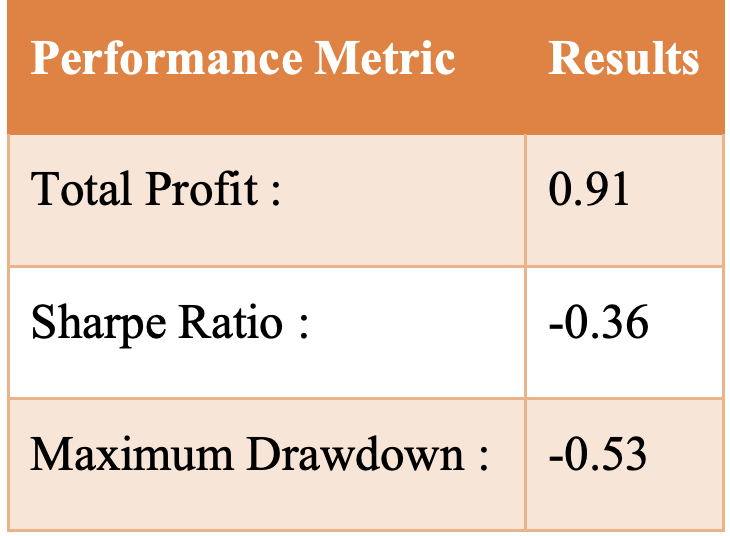 Performance Metric Results
Total Profit : 0.91
Sharpe Ratio : -0.36
Maximum Drawdown : -0.53